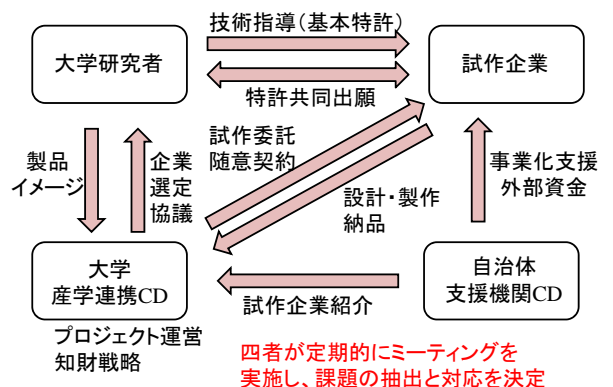 技術指導(基本特許)
大学研究者
試作企業
特許共同出願
製品
イメージ
企業
選定
協議
試作委託
随意契約
設計・製作
納品
事業化支援
外部資金
大学
産学連携CD
試作企業紹介
自治体
支援機関CD
プロジェクト運営
知財戦略
四者が定期的にミーティングを
実施し、課題の抽出と対応を決定